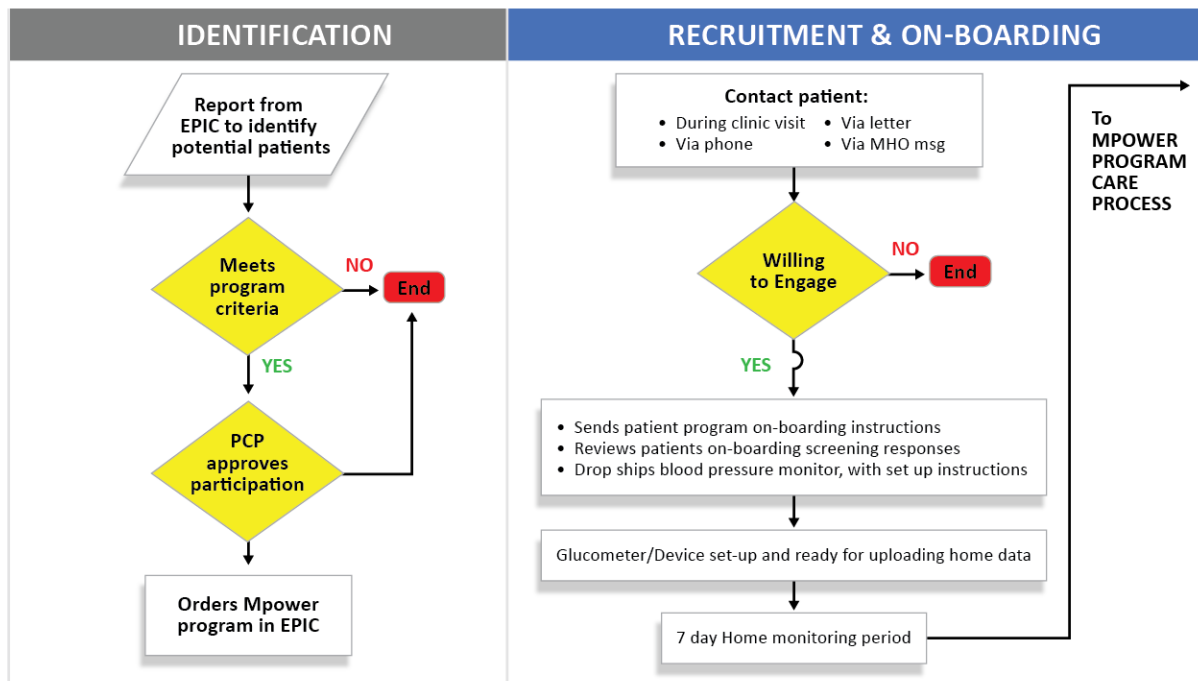 IDENTIFICATION
Report from
EPIC to identify
potential patients
Meets
program
criteria
NO
End
YES
PCP
approves
participation
Orders Mpower
program in EPIC
RECRUITMENT & ON-BOARDING
Contact patient:
• During clinic visit • Via letter
• Via phone • Via MHO msg
Willing
to Engage
NO
End
YES
• Sends patient program on-boarding instructions
• Reviews patients on-boarding screening responses
• Drop ships blood pressure monitor, with set up instructions
Glucometer/Device set-up and ready for uploading home data
7 day Home monitoring period
To
MPOWER
PROGRAM
CARE
PROCESS